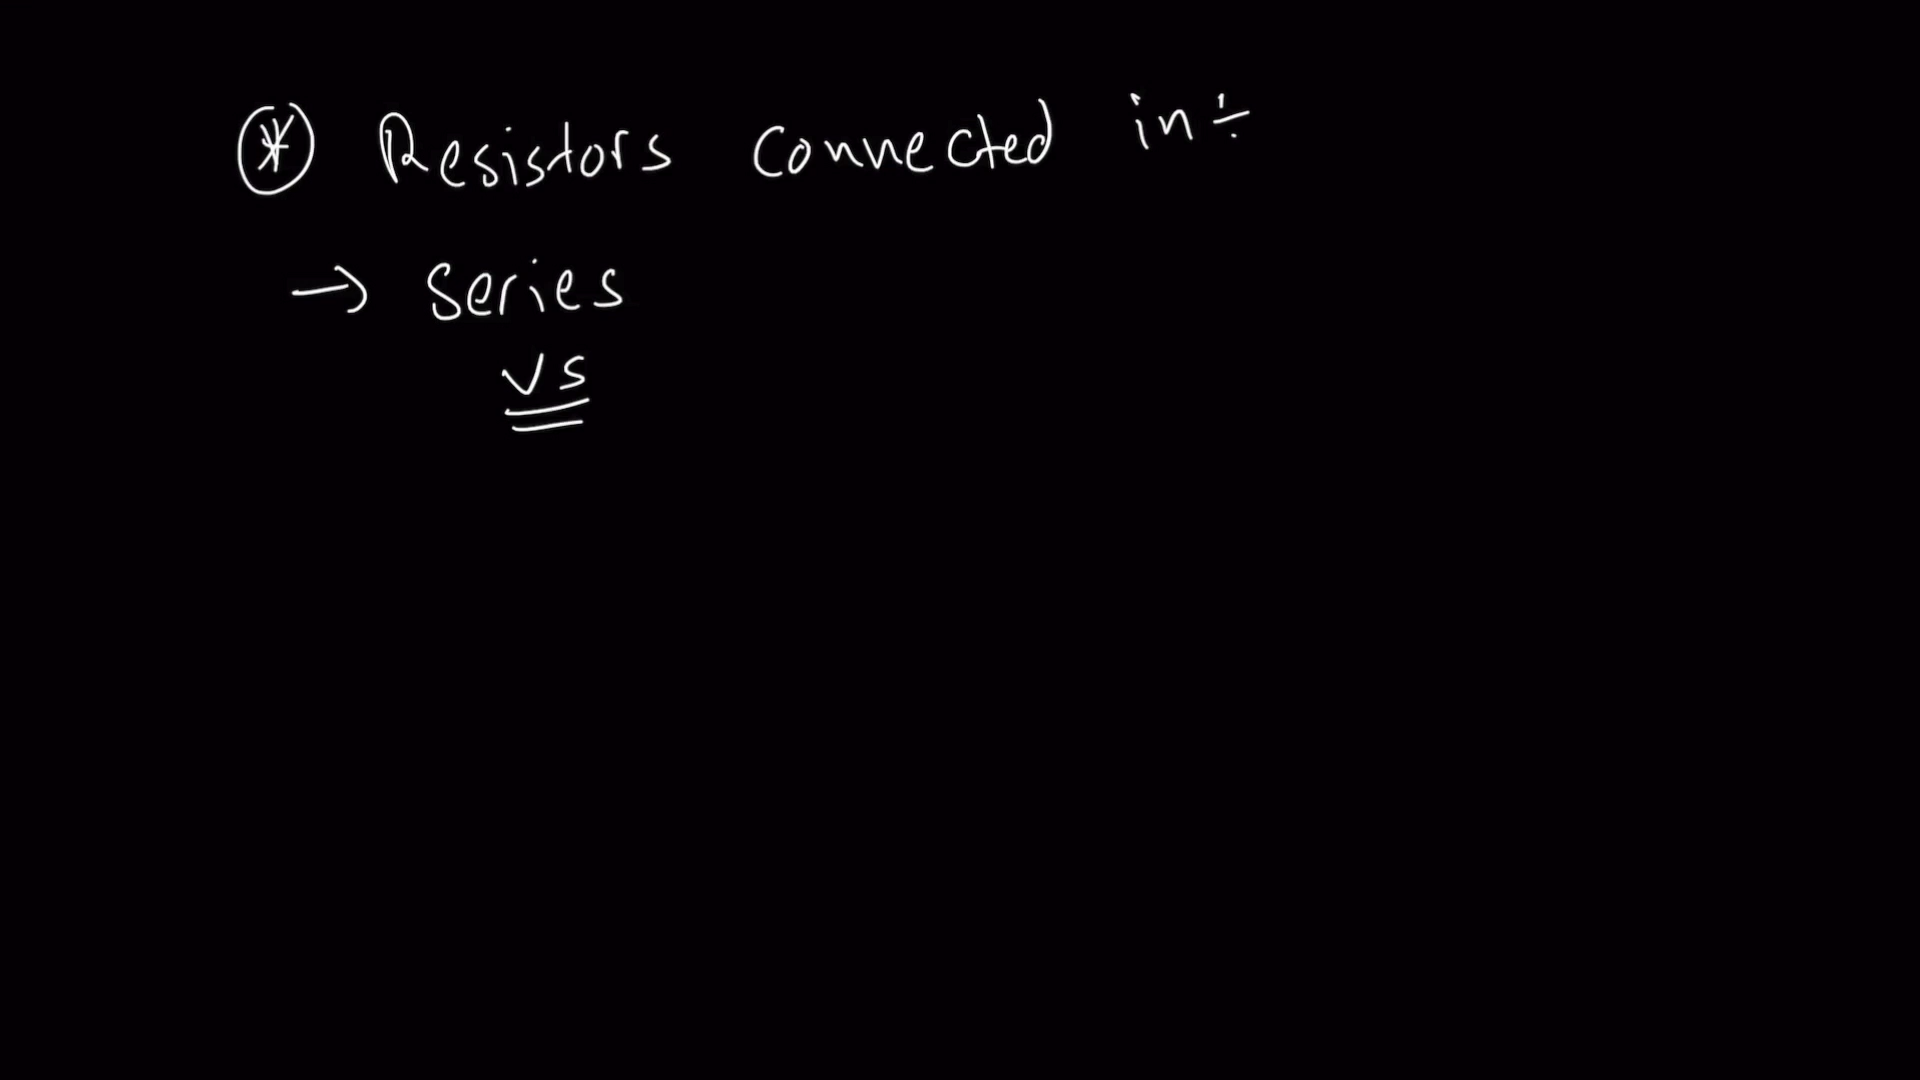 ⊛ Resistors connected in ÷
→ Series
vs